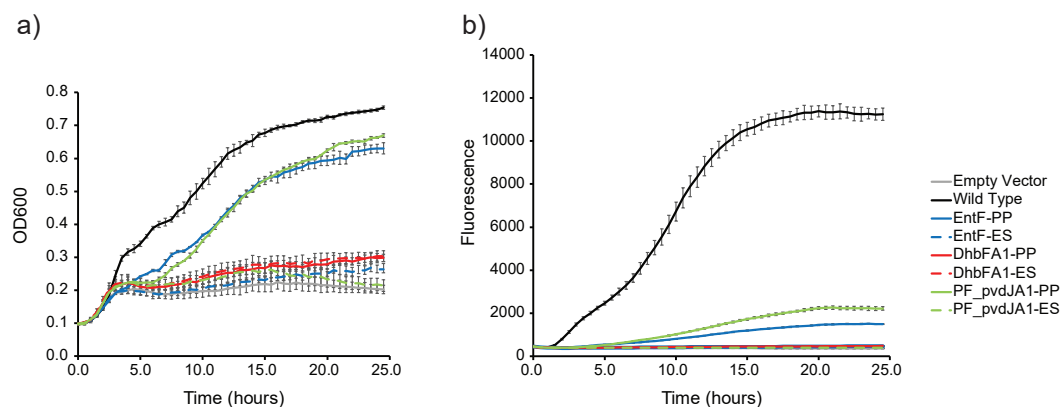 a)
b)
0.8
0.7
0.6
0.5
0.4
0.3
0.2
0.1
0.0
OD600
0.0 5.0 10.0 15.0 20.0 25.0
Time (hours)
14000
12000
10000
8000
6000
4000
2000
0
Fluorescence
0.0 5.0 10.0 15.0 20.0 25.0
Time (hours)
Empty Vector
Wild Type
EntF-PP
EntF-ES
DhbFA1-PP
DhbFA1-ES
PF_pvdJA1-PP
PF_pvdJA1-ES